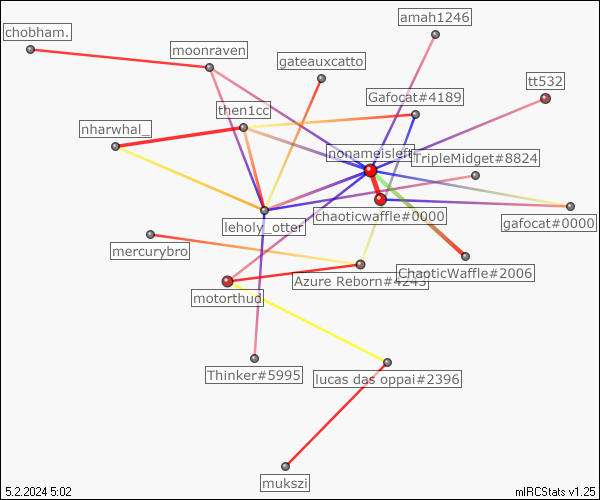 amah1246
chobham.
moonraven
gateauxcatto
tt532
Gafocat#4189
then1cc
nharwhal_
nonameisleft
TripleMidget#8824
chaoticwaffle#0000
gafocat#0000
leholy_otter
mercurybro
ChaoticWaffle#2006
Azure Reborn#4243
motorthud
Thinker#5995
lucas das oppai#2396
mukszi
5.2.2024 5:02
mIRCStats v1.25